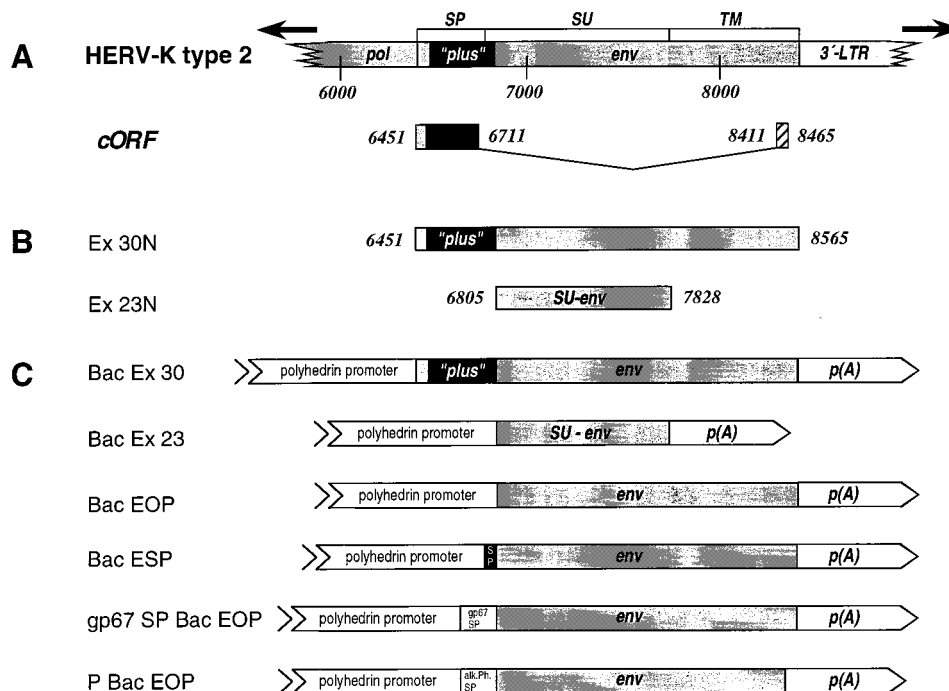 SP SU TM
A HERV-K type 2 pol "plus" env 3´-LTR
6000 7000 8000
cORF 6451 6711 8411 8465
B Ex 30N 6451 "plus" 8565
Ex 23N 6805 SU-env 7828
C Bac Ex 30 polyhedrin promoter "plus" env p(A)
Bac Ex 23 polyhedrin promoter SU - env p(A)
Bac EOP polyhedrin promoter env p(A)
Bac ESP polyhedrin promoter SP env p(A)
gp67 SP Bac EOP polyhedrin promoter gp67 SP env p(A)
P Bac EOP polyhedrin promoter alk.Ph. SP env p(A)